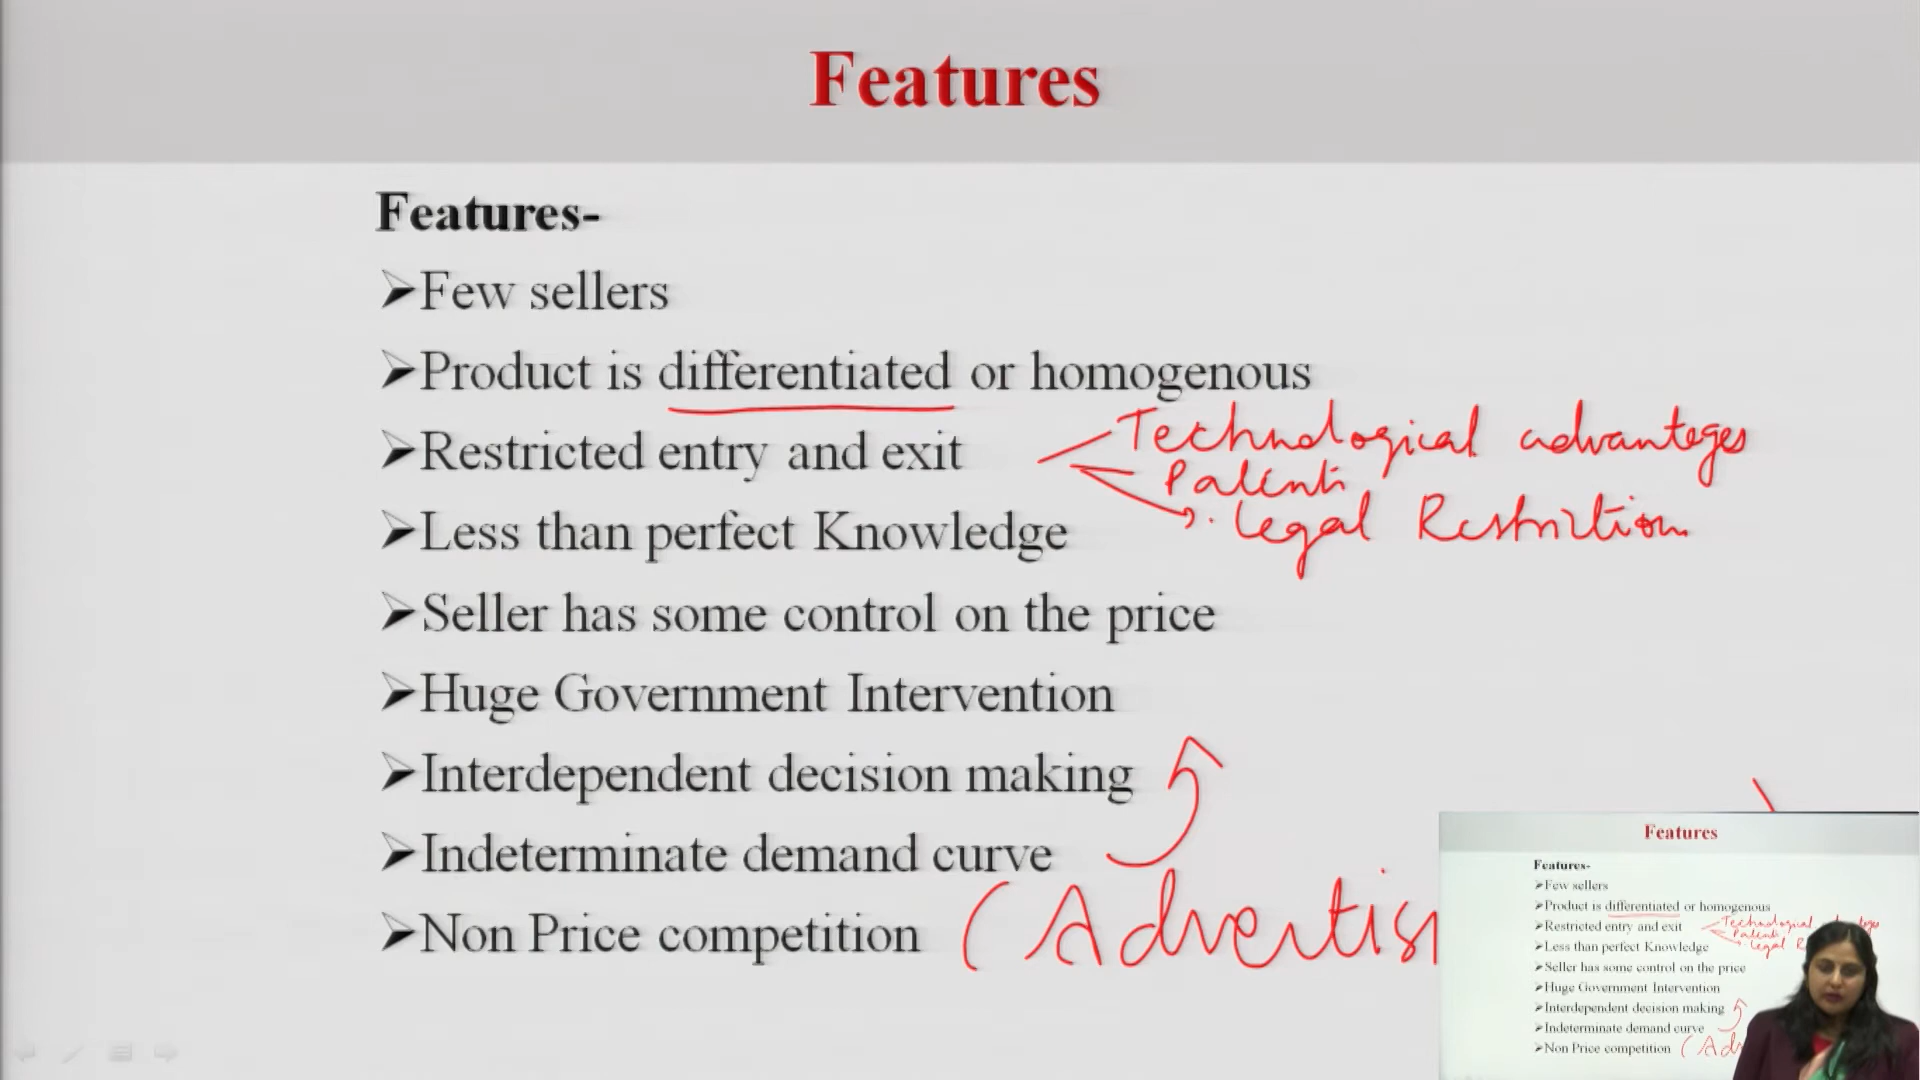 Features
Features-
➢Few sellers
➢Product is differentiated or homogenous
➢Restricted entry and exit
Technological advantages
Patents
Legal Restriction
➢Less than perfect Knowledge
➢Seller has some control on the price
➢Huge Government Intervention
➢Interdependent decision making
➢Indeterminate demand curve
➢Non Price competition (Advertis
Features
Features-
➢Few sellers
➢Product is differentiated or homogenous
➢Restricted entry and exit
Technological
Patent
Legal R
➢Less than perfect Knowledge
➢Seller has some control on the price
➢Huge Government Intervention
➢Interdependent decision making
➢Indeterminate demand curve
➢Non Price competition (Ad